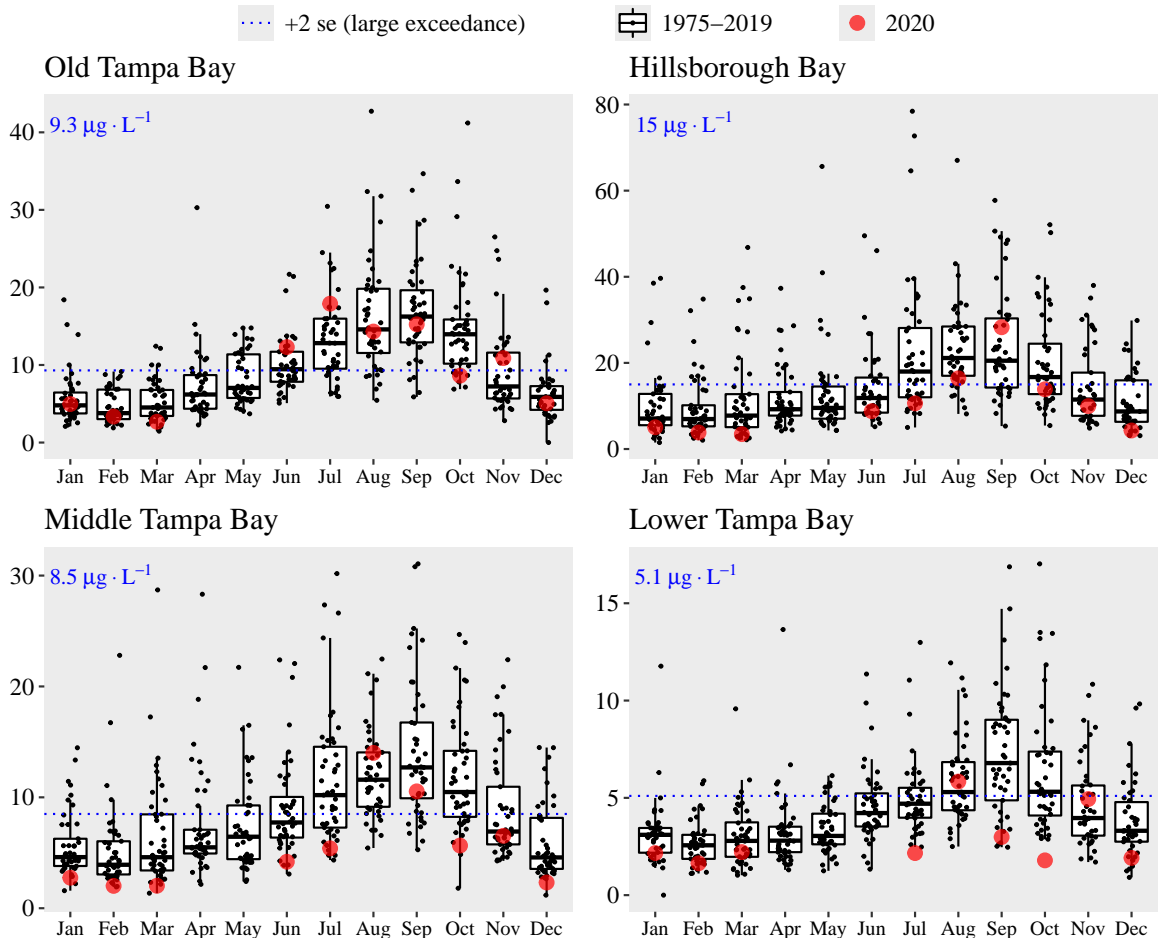 +2 se (large exceedance) 1975–2019 2020
Old Tampa Bay
9.3 μg · L⁻¹
40
30
20
10
0
Jan Feb Mar Apr May Jun Jul Aug Sep Oct Nov Dec
Hillsborough Bay
15 μg · L⁻¹
80
60
40
20
0
Jan Feb Mar Apr May Jun Jul Aug Sep Oct Nov Dec
Middle Tampa Bay
8.5 μg · L⁻¹
30
20
10
0
Jan Feb Mar Apr May Jun Jul Aug Sep Oct Nov Dec
Lower Tampa Bay
5.1 μg · L⁻¹
15
10
5
0
Jan Feb Mar Apr May Jun Jul Aug Sep Oct Nov Dec